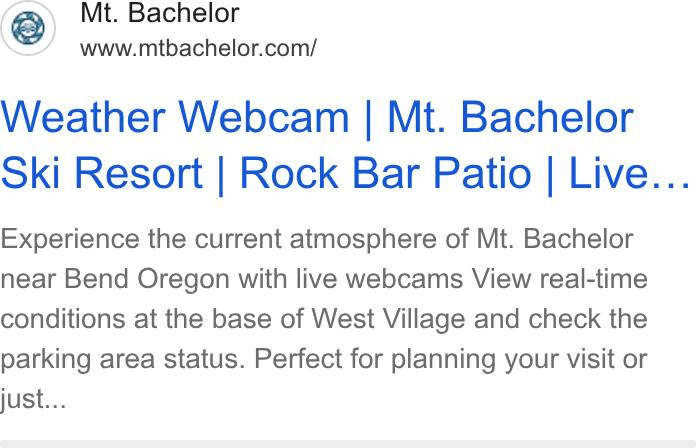 Mt. Bachelor
www.mtbachelor.com/
Weather Webcam | Mt. Bachelor
Ski Resort | Rock Bar Patio | Live…
Experience the current atmosphere of Mt. Bachelor
near Bend Oregon with live webcams View real-time
conditions at the base of West Village and check the
parking area status. Perfect for planning your visit or
just...